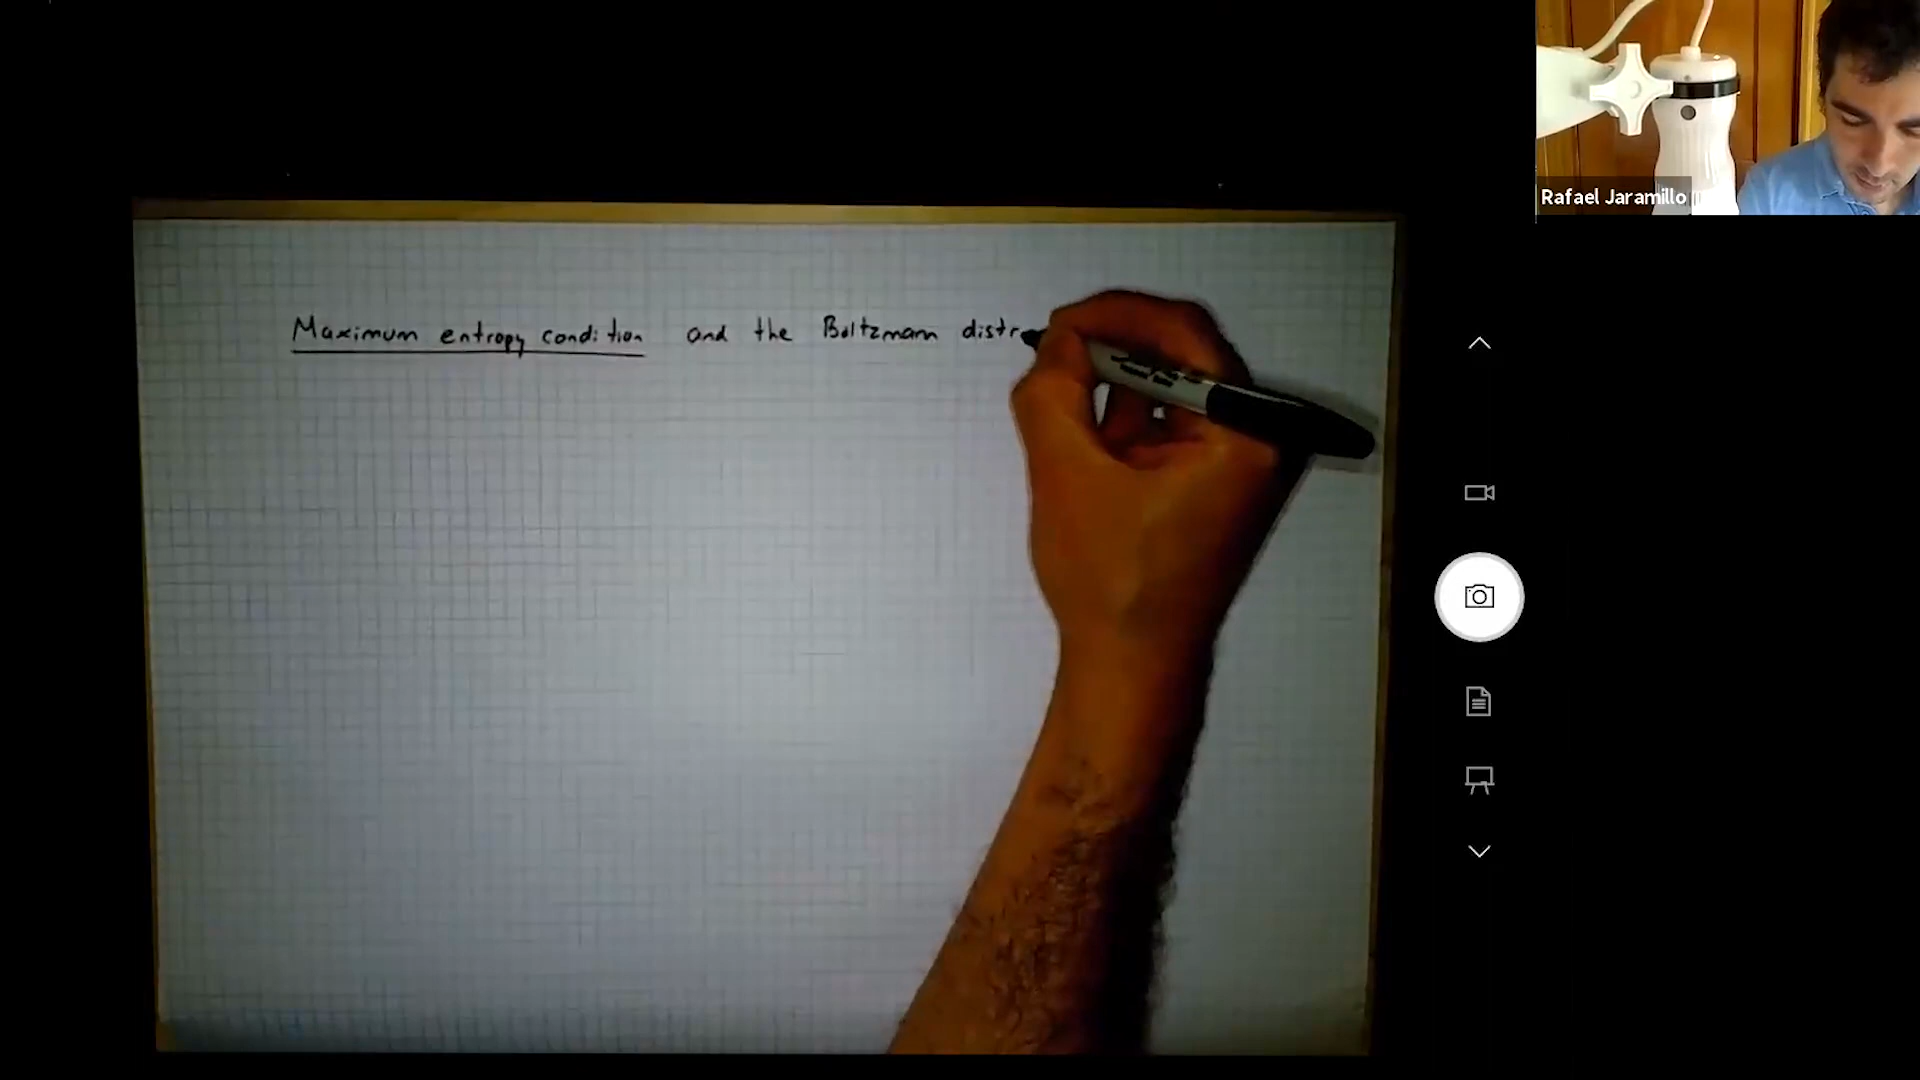 Rafael Jaramillo
Maximum entropy condition and the Boltzmann distr